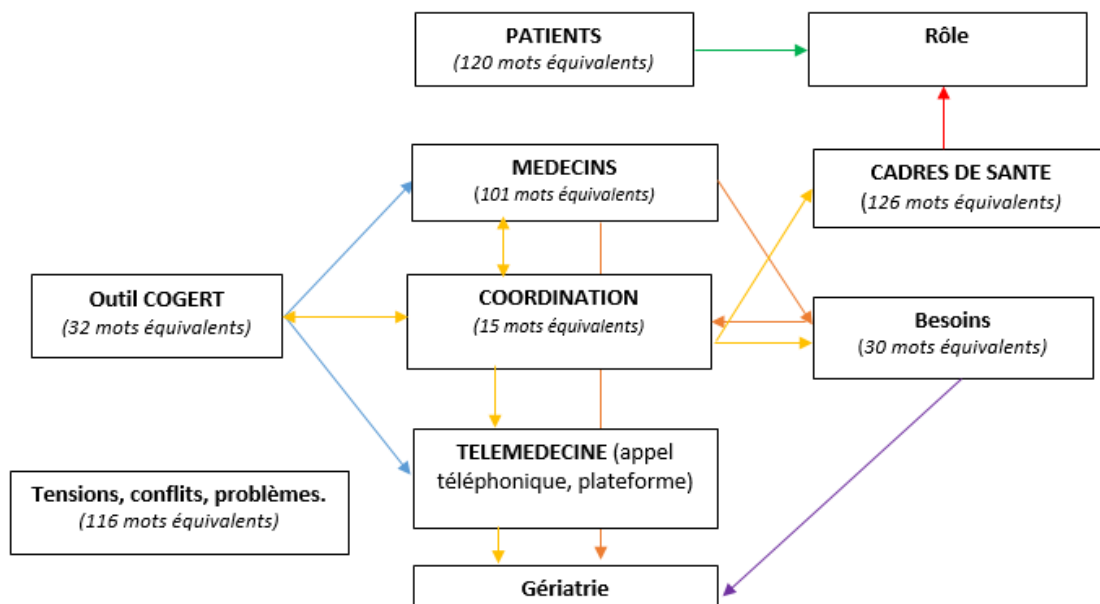 PATIENTS
(120 mots équivalents)
Rôle
MEDECINS
(101 mots équivalents)
CADRES DE SANTE
(126 mots équivalents)
Outil COGERT
(32 mots équivalents)
COORDINATION
(15 mots équivalents)
Besoins
(30 mots équivalents)
TELEMEDECINE (appel
téléphonique, plateforme)
Tensions, conflits, problèmes.
(116 mots équivalents)
Gériatrie